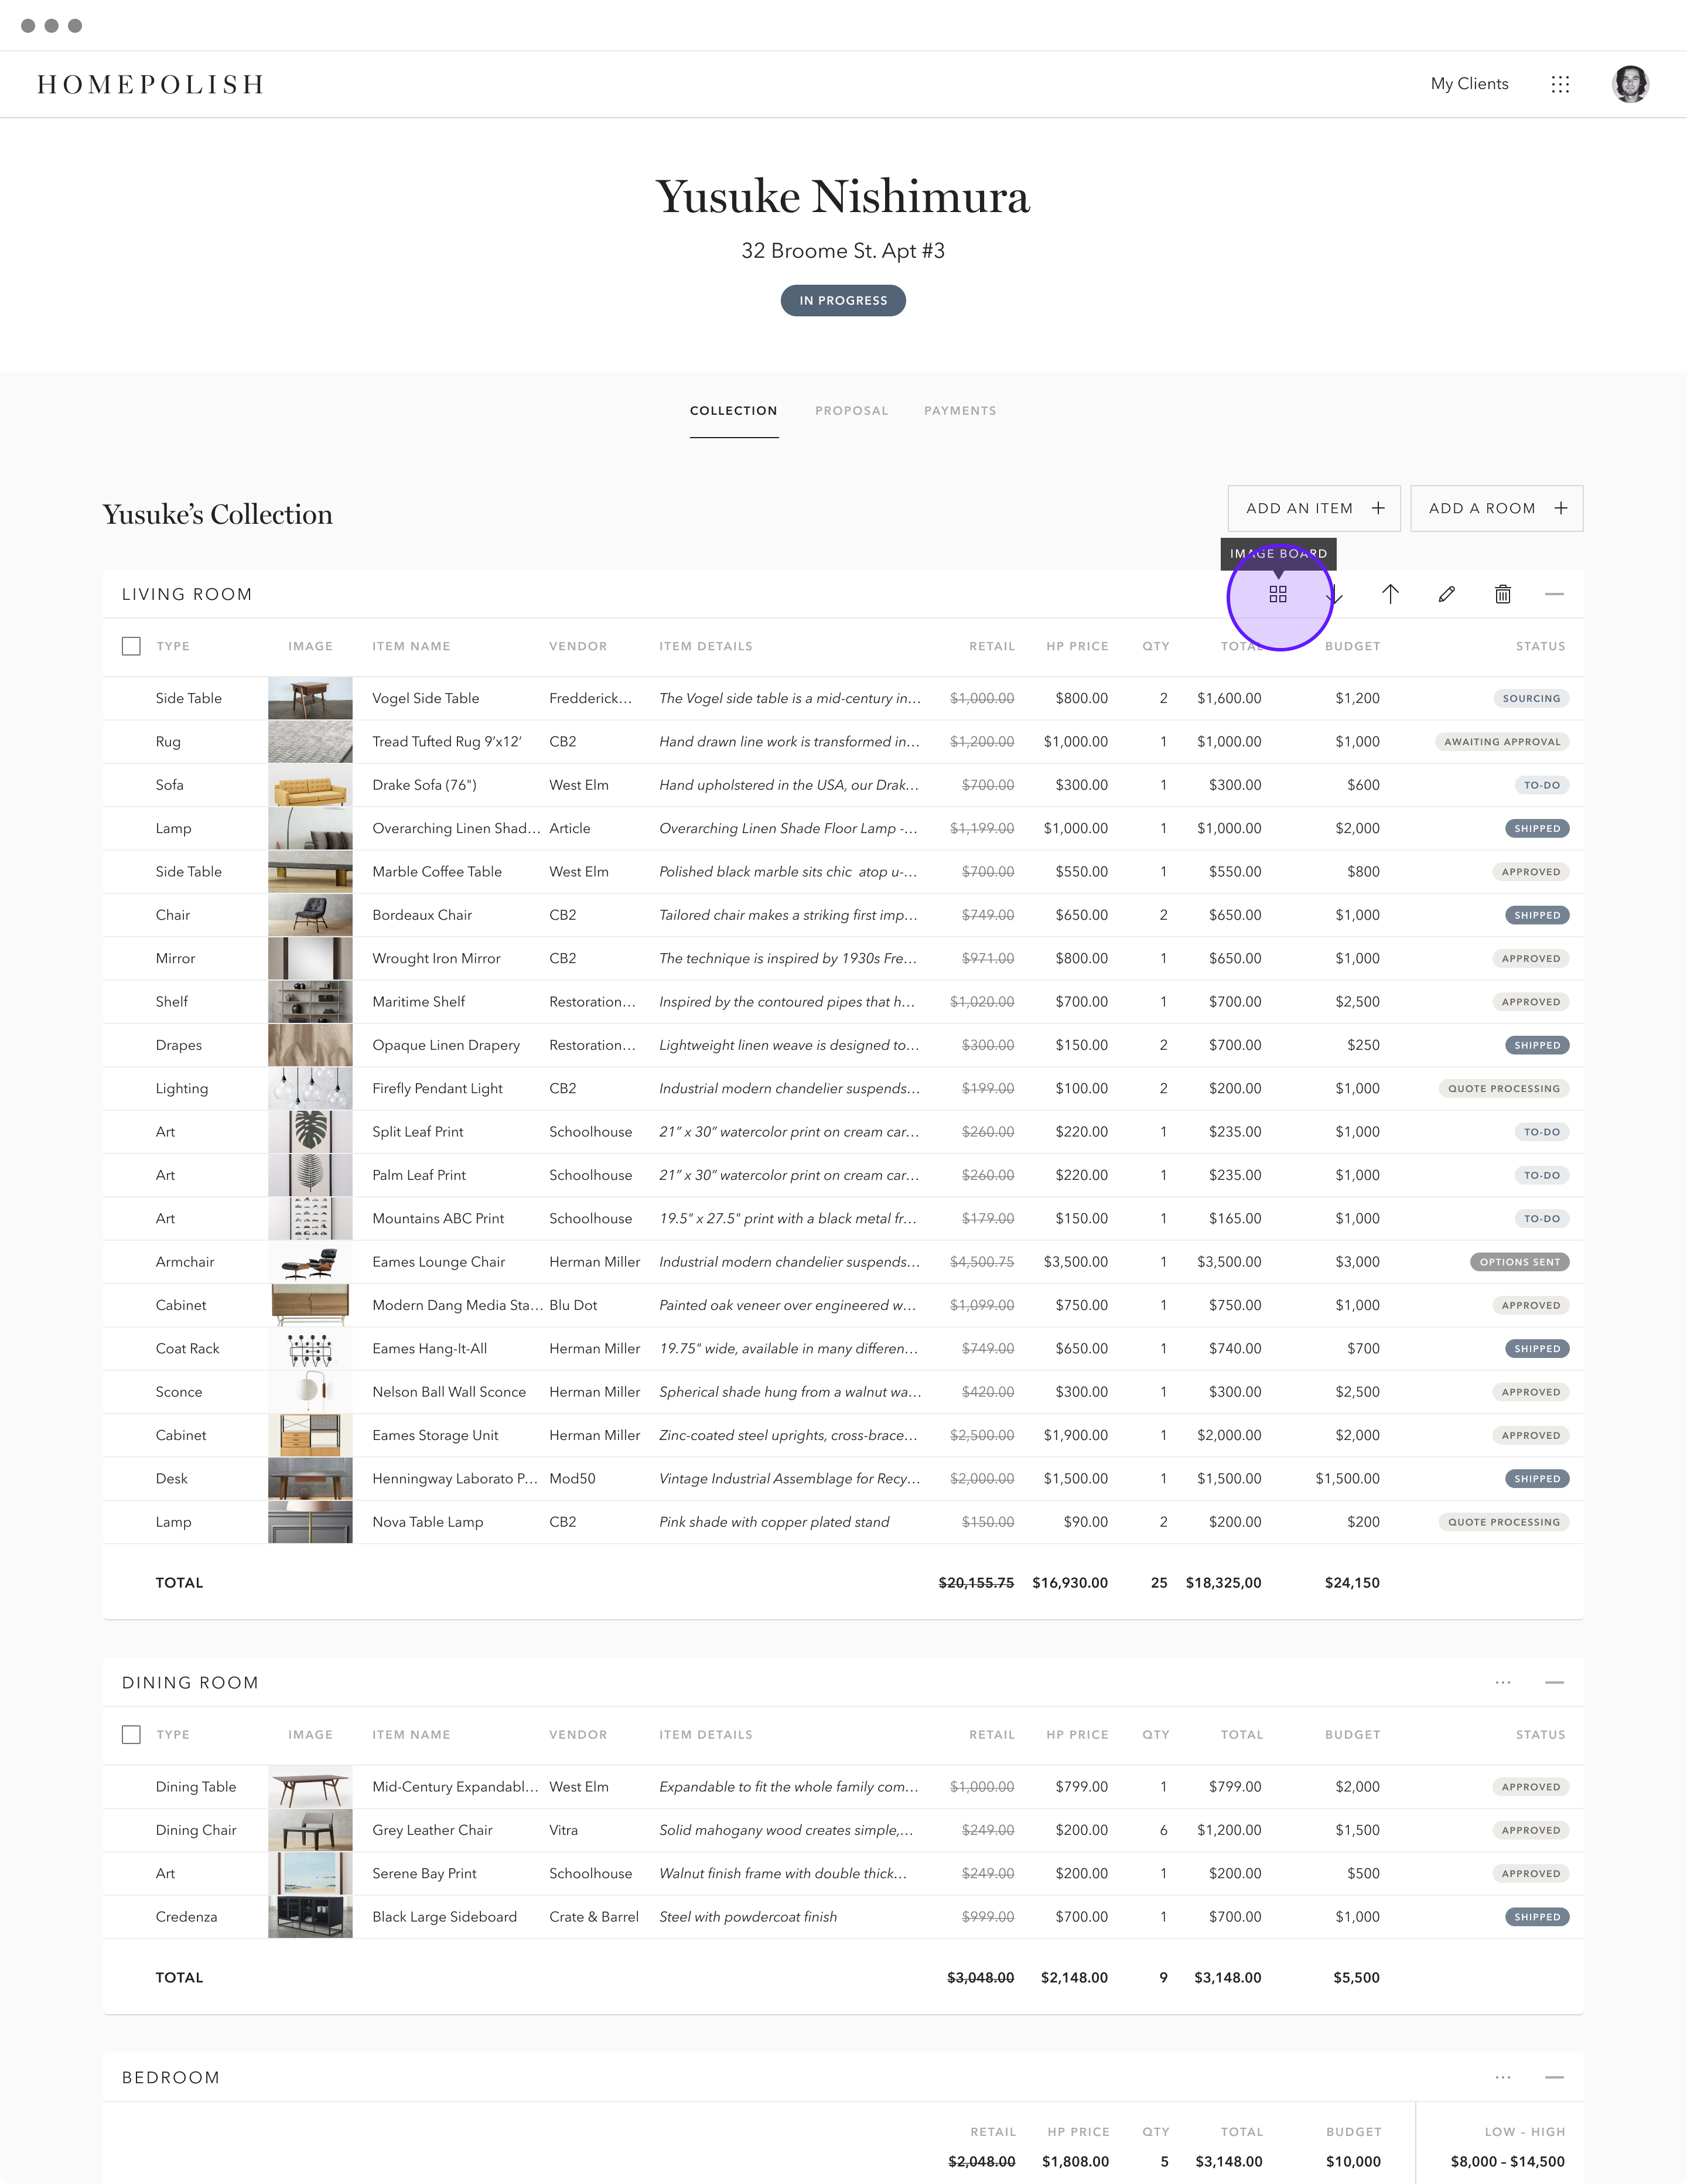 HOMEPOLISH
My Clients
Yusuke Nishimura
32 Broome St. Apt #3
IN PROGRESS
COLLECTION PROPOSAL PAYMENTS
Yusuke’s Collection
ADD AN ITEM +
ADD A ROOM +
IMAGE BOARD
LIVING ROOM
TYPE IMAGE ITEM NAME VENDOR ITEM DETAILS RETAIL HP PRICE QTY TOTAL BUDGET STATUS
Side Table Vogel Side Table Fredderick… The Vogel side table is a mid-century in… $1,000.00 $800.00 2 $1,600.00 $1,200 SOURCING
Rug Tread Tufted Rug 9’x12’ CB2 Hand drawn line work is transformed in… $1,200.00 $1,000.00 1 $1,000.00 $1,000 AWAITING APPROVAL
Sofa Drake Sofa (76") West Elm Hand upholstered in the USA, our Drak… $700.00 $300.00 1 $300.00 $600 TO-DO
Lamp Overarching Linen Shad… Article Overarching Linen Shade Floor Lamp -… $1,199.00 $1,000.00 1 $1,000.00 $2,000 SHIPPED
Side Table Marble Coffee Table West Elm Polished black marble sits chic atop u-… $700.00 $550.00 1 $550.00 $800 APPROVED
Chair Bordeaux Chair CB2 Tailored chair makes a striking first imp… $749.00 $650.00 2 $650.00 $1,000 SHIPPED
Mirror Wrought Iron Mirror CB2 The technique is inspired by 1930s Fre… $971.00 $800.00 1 $650.00 $1,000 APPROVED
Shelf Maritime Shelf Restoration… Inspired by the contoured pipes that h… $1,020.00 $700.00 1 $700.00 $2,500 APPROVED
Drapes Opaque Linen Drapery Restoration… Lightweight linen weave is designed to… $300.00 $150.00 2 $700.00 $250 SHIPPED
Lighting Firefly Pendant Light CB2 Industrial modern chandelier suspends… $199.00 $100.00 2 $200.00 $1,000 QUOTE PROCESSING
Art Split Leaf Print Schoolhouse 21” x 30” watercolor print on cream car… $260.00 $220.00 1 $235.00 $1,000 TO-DO
Art Palm Leaf Print Schoolhouse 21” x 30” watercolor print on cream car… $260.00 $220.00 1 $235.00 $1,000 TO-DO
Art Mountains ABC Print Schoolhouse 19.5" x 27.5" print with a black metal fr… $179.00 $150.00 1 $165.00 $1,000 TO-DO
Armchair Eames Lounge Chair Herman Miller Industrial modern chandelier suspends… $4,500.75 $3,500.00 1 $3,500.00 $3,000 OPTIONS SENT
Cabinet Modern Dang Media Sta… Blu Dot Painted oak veneer over engineered w… $1,099.00 $750.00 1 $750.00 $1,000 APPROVED
Coat Rack Eames Hang-It-All Herman Miller 19.75" wide, available in many differen… $749.00 $650.00 1 $740.00 $700 SHIPPED
Sconce Nelson Ball Wall Sconce Herman Miller Spherical shade hung from a walnut wa… $420.00 $300.00 1 $300.00 $2,500 APPROVED
Cabinet Eames Storage Unit Herman Miller Zinc-coated steel uprights, cross-brace… $2,500.00 $1,900.00 1 $2,000.00 $2,000 APPROVED
Desk Henningway Laborato P… Mod50 Vintage Industrial Assemblage for Recy… $2,000.00 $1,500.00 1 $1,500.00 $1,500.00 SHIPPED
Lamp Nova Table Lamp CB2 Pink shade with copper plated stand $150.00 $90.00 2 $200.00 $200 QUOTE PROCESSING
TOTAL $20,155.75 $16,930.00 25 $18,325,00 $24,150
DINING ROOM
TYPE IMAGE ITEM NAME VENDOR ITEM DETAILS RETAIL HP PRICE QTY TOTAL BUDGET STATUS
Dining Table Mid-Century Expandabl… West Elm Expandable to fit the whole family com… $1,000.00 $799.00 1 $799.00 $2,000 APPROVED
Dining Chair Grey Leather Chair Vitra Solid mahogany wood creates simple,… $249.00 $200.00 6 $1,200.00 $1,500 APPROVED
Art Serene Bay Print Schoolhouse Walnut finish frame with double thick… $249.00 $200.00 1 $200.00 $500 APPROVED
Credenza Black Large Sideboard Crate & Barrel Steel with powdercoat finish $999.00 $700.00 1 $700.00 $1,000 SHIPPED
TOTAL $3,048.00 $2,148.00 9 $3,148.00 $5,500
BEDROOM
RETAIL HP PRICE QTY TOTAL BUDGET LOW – HIGH
$2,048.00 $1,808.00 5 $3,148.00 $10,000 $8,000 – $14,500